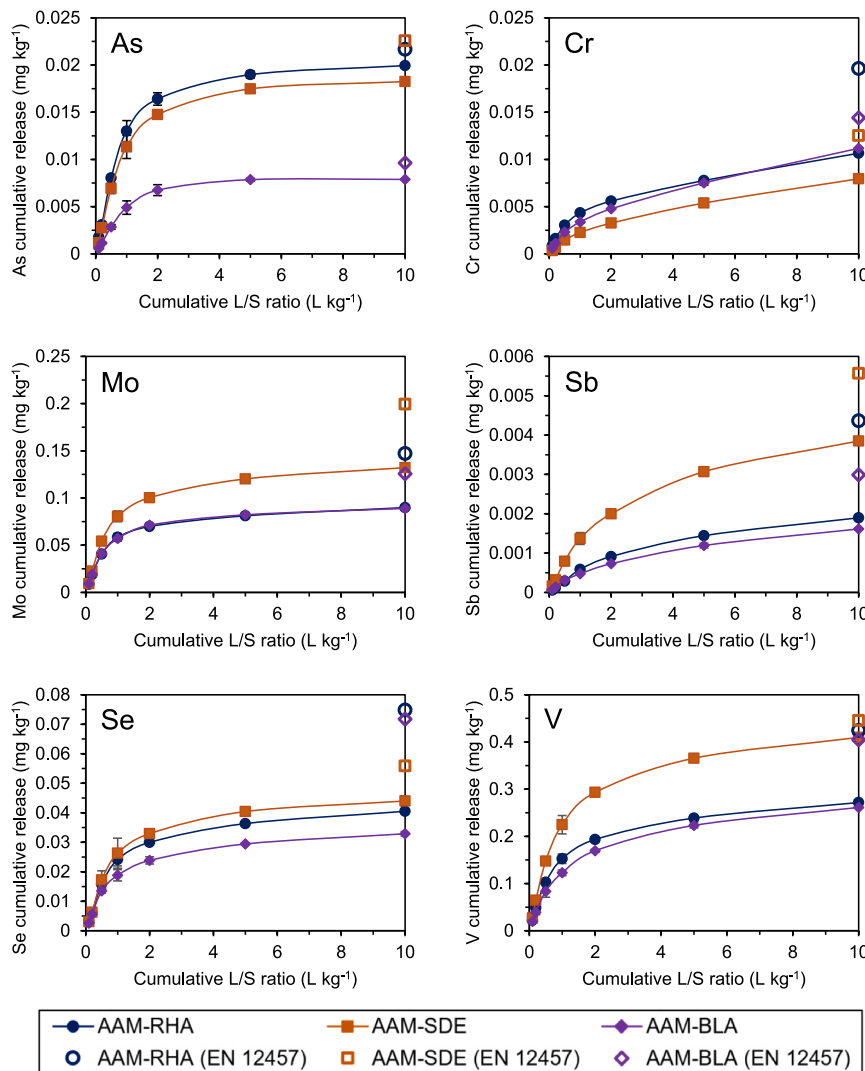 As
As cumulative release (mg kg⁻¹)
0.025
0.02
0.015
0.01
0.005
0
0 2 4 6 8 10
Cumulative L/S ratio (L kg⁻¹)
Cr
Cr cumulative release (mg kg⁻¹)
0.025
0.02
0.015
0.01
0.005
0
0 2 4 6 8 10
Cumulative L/S ratio (L kg⁻¹)
Mo
Mo cumulative release (mg kg⁻¹)
0.25
0.2
0.15
0.1
0.05
0
0 2 4 6 8 10
Cumulative L/S ratio (L kg⁻¹)
Sb
Sb cumulative release (mg kg⁻¹)
0.006
0.005
0.004
0.003
0.002
0.001
0
0 2 4 6 8 10
Cumulative L/S ratio (L kg⁻¹)
Se
Se cumulative release (mg kg⁻¹)
0.08
0.07
0.06
0.05
0.04
0.03
0.02
0.01
0
0 2 4 6 8 10
Cumulative L/S ratio (L kg⁻¹)
V
V cumulative release (mg kg⁻¹)
0.5
0.4
0.3
0.2
0.1
0
0 2 4 6 8 10
Cumulative L/S ratio (L kg⁻¹)
AAM-RHA AAM-SDE AAM-BLA
AAM-RHA (EN 12457) AAM-SDE (EN 12457) AAM-BLA (EN 12457)